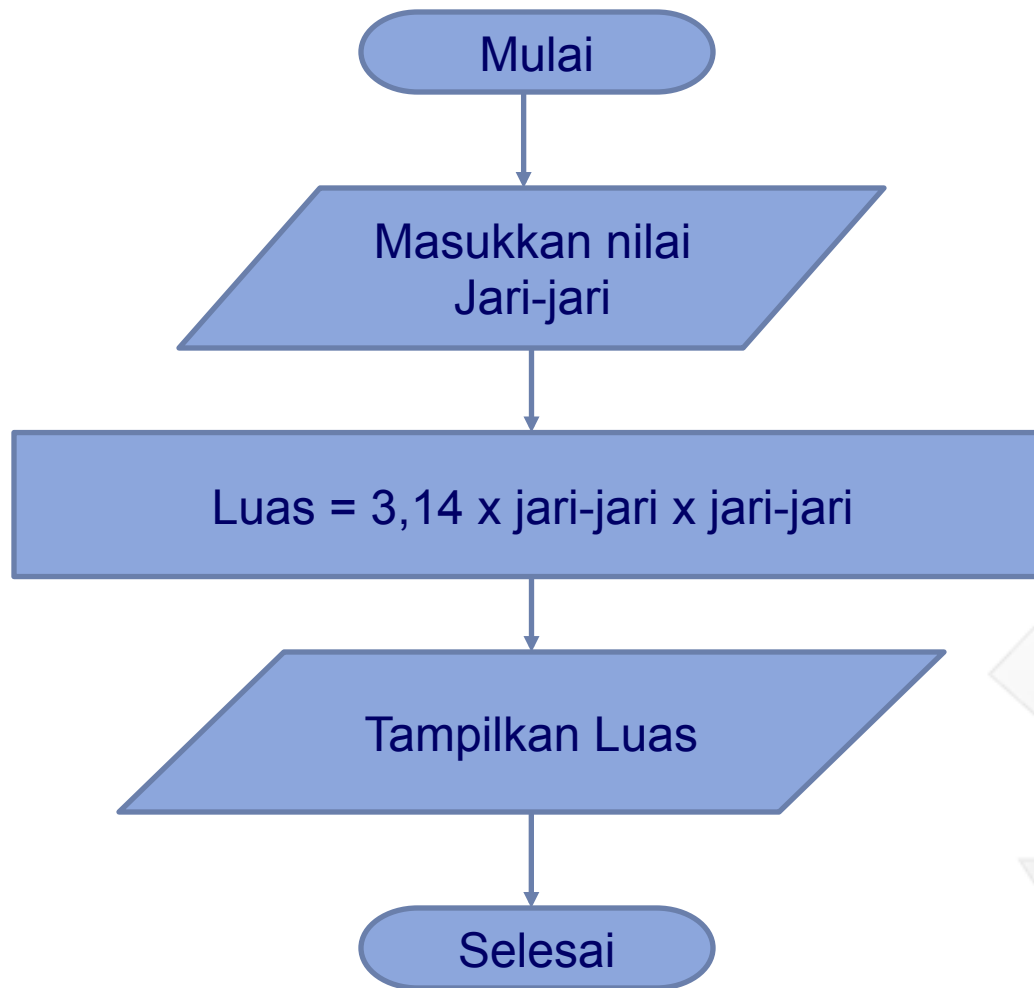 Mulai
Masukkan nilai
Jari-jari
Luas = 3,14 x jari-jari x jari-jari
Tampilkan Luas
Selesai